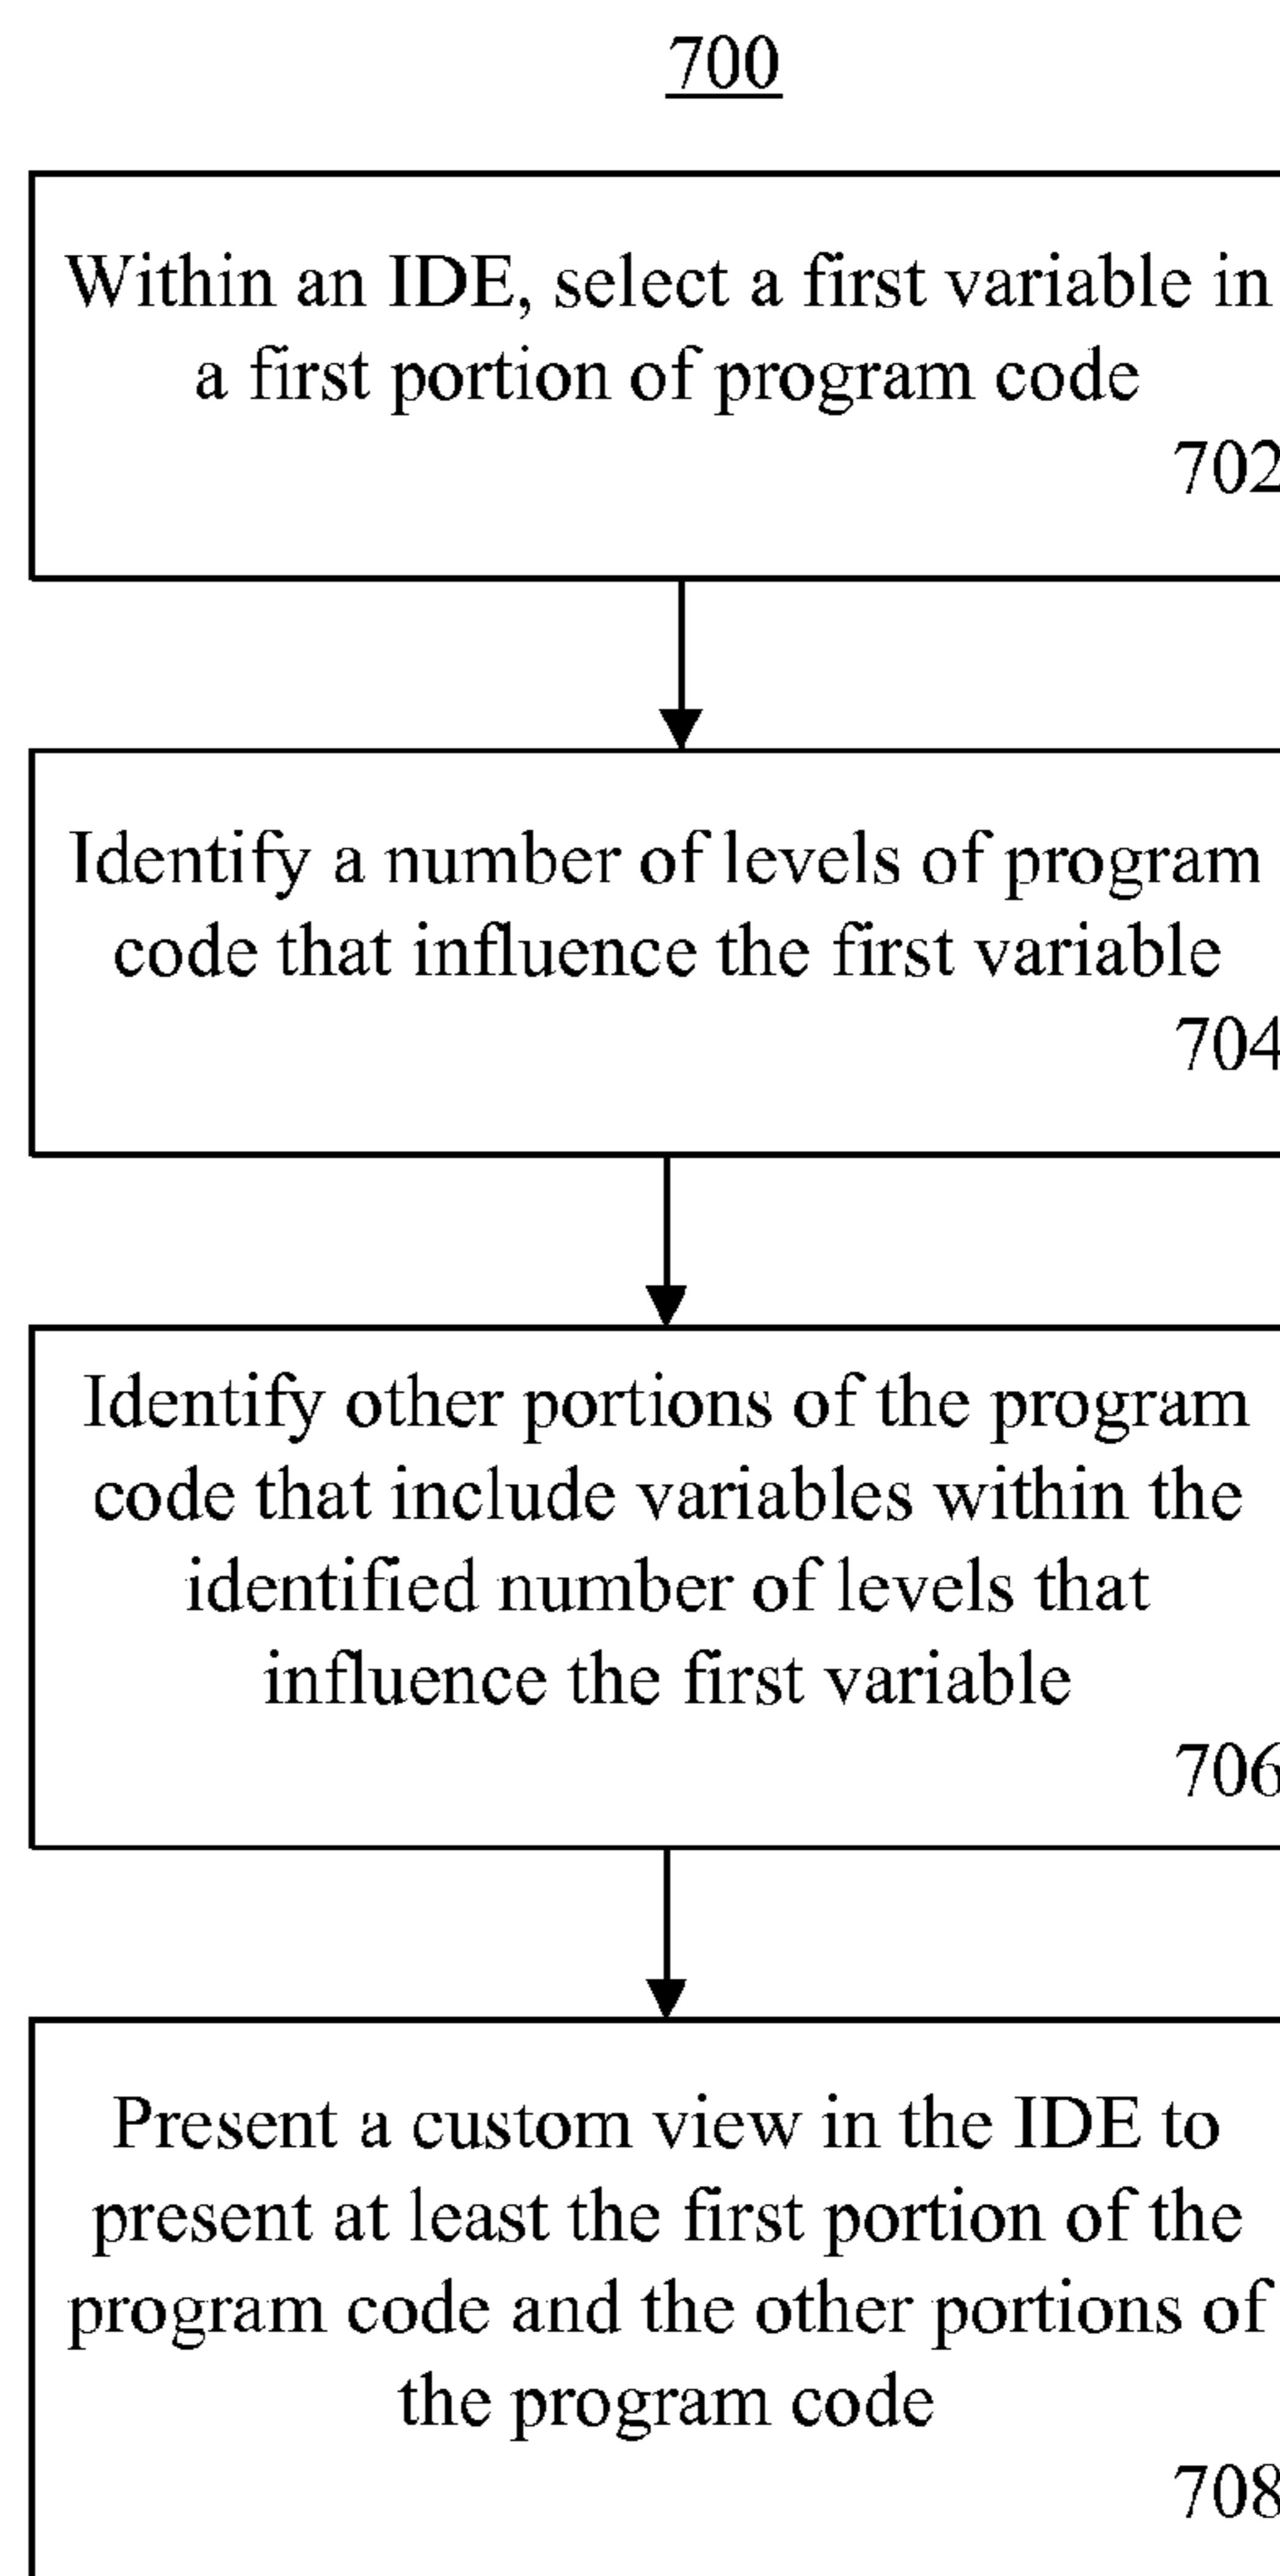 700
Within an IDE, select a first variable in
a first portion of program code
702
Identify a number of levels of program
code that influence the first variable
704
Identify other portions of the program
code that include variables within the
identified number of levels that
influence the first variable
706
Present a custom view in the IDE to
present at least the first portion of the
program code and the other portions of
the program code
708